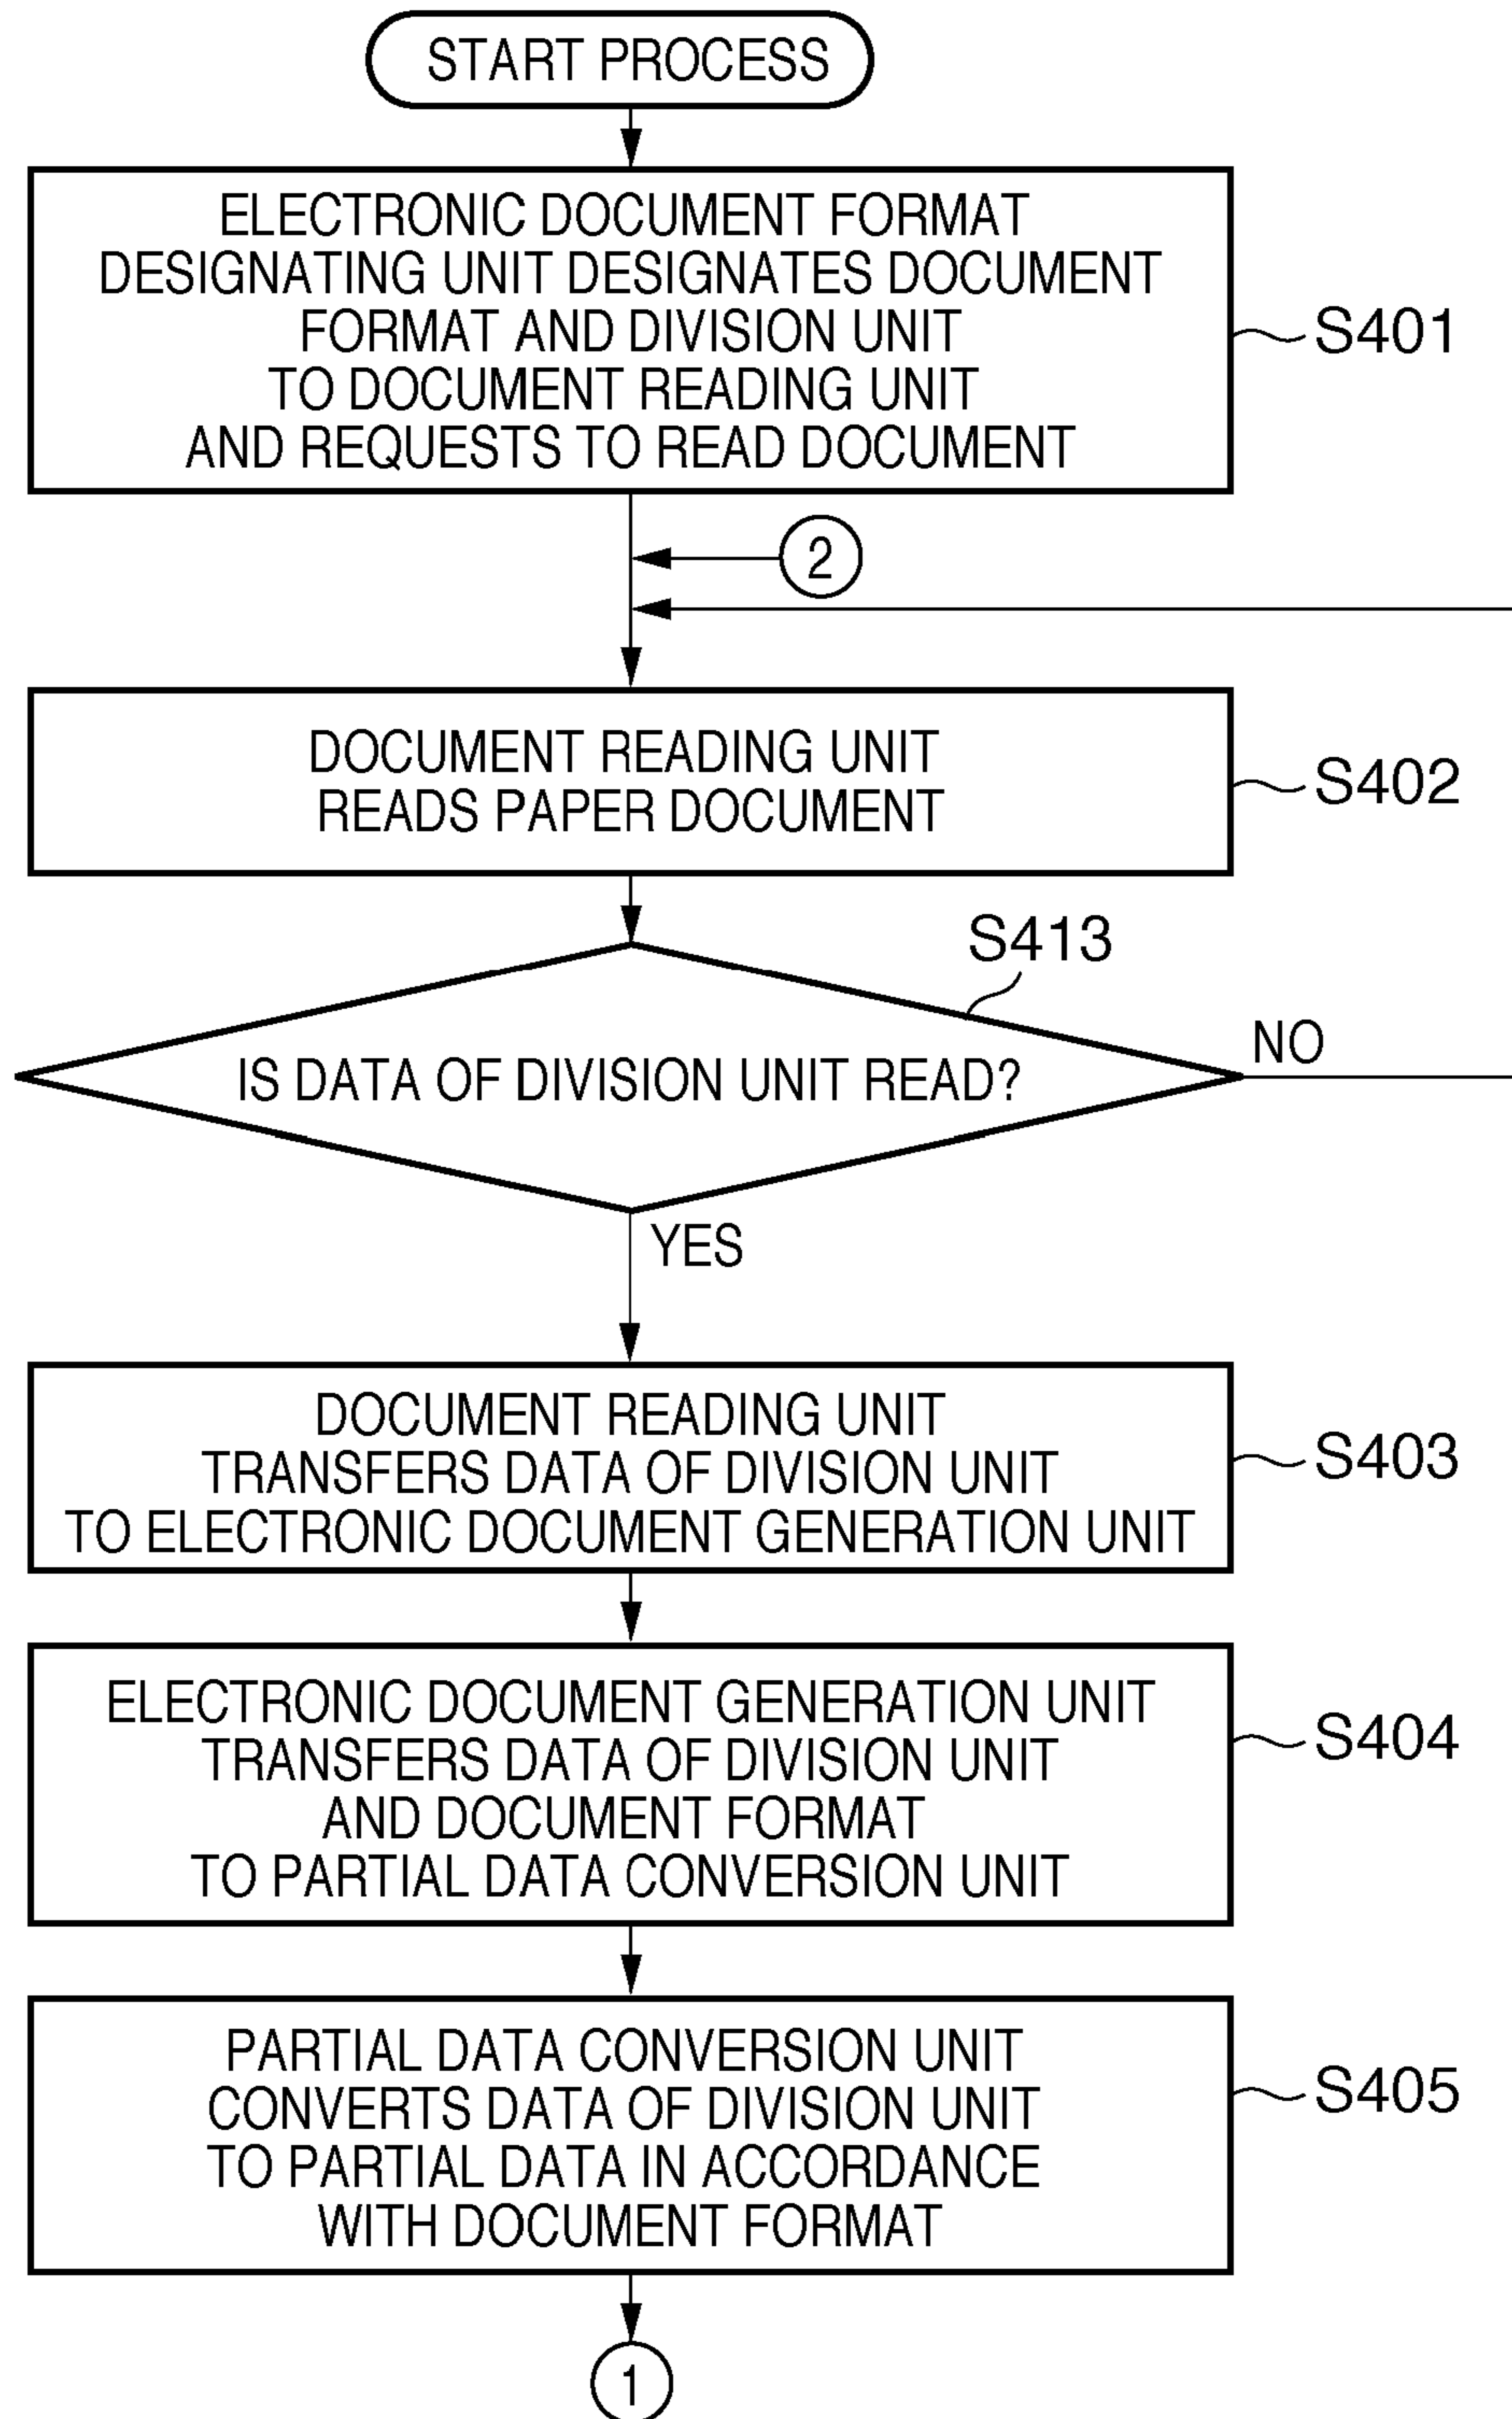 START PROCESS
ELECTRONIC DOCUMENT FORMAT
DESIGNATING UNIT DESIGNATES DOCUMENT
FORMAT AND DIVISION UNIT
TO DOCUMENT READING UNIT
AND REQUESTS TO READ DOCUMENT
S401
2
DOCUMENT READING UNIT
READS PAPER DOCUMENT
S402
S413
IS DATA OF DIVISION UNIT READ?
NO
YES
DOCUMENT READING UNIT
TRANSFERS DATA OF DIVISION UNIT
TO ELECTRONIC DOCUMENT GENERATION UNIT
S403
ELECTRONIC DOCUMENT GENERATION UNIT
TRANSFERS DATA OF DIVISION UNIT
AND DOCUMENT FORMAT
TO PARTIAL DATA CONVERSION UNIT
S404
PARTIAL DATA CONVERSION UNIT
CONVERTS DATA OF DIVISION UNIT
TO PARTIAL DATA IN ACCORDANCE
WITH DOCUMENT FORMAT
S405
1